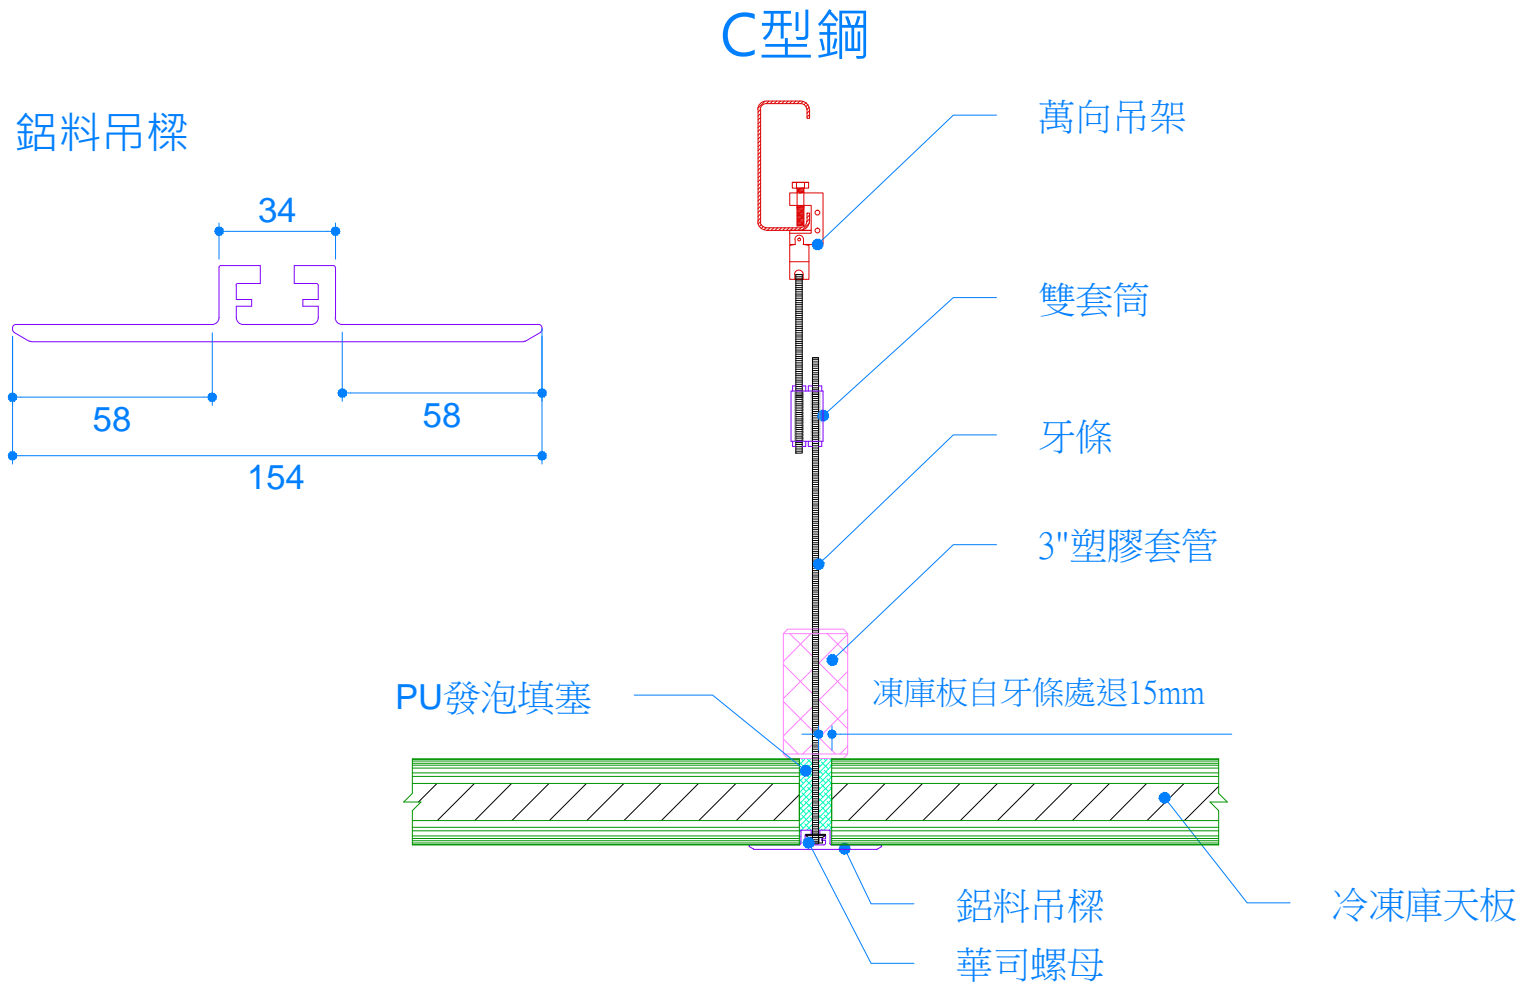 C型鋼
鋁料吊樑
34
58
58
154
萬向吊架
雙套筒
牙條
3"塑膠套管
PU發泡填塞
凍庫板自牙條處退15mm
鋁料吊樑
華司螺母
冷凍庫天板